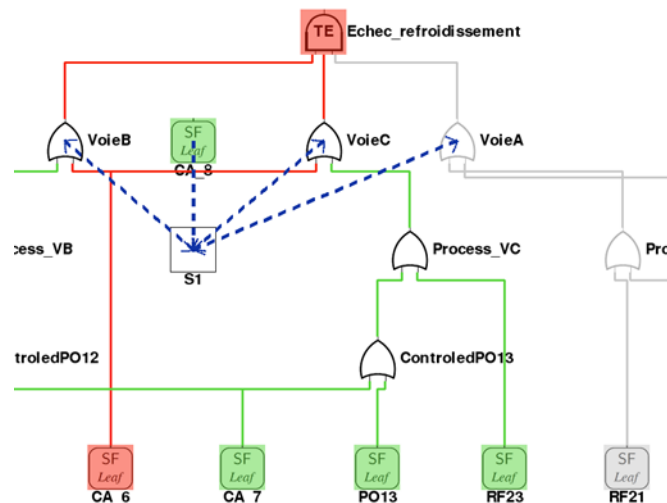 TE Echec_refroidissement
VoieB
SF
Leaf
CA_8
VoieC
VoieA
cess_VB
S1
Process_VC
Pro
troledPO12
ControledPO13
SF
Leaf
CA_6
SF
Leaf
CA_7
SF
Leaf
PO13
SF
Leaf
RF23
SF
Leaf
RF21